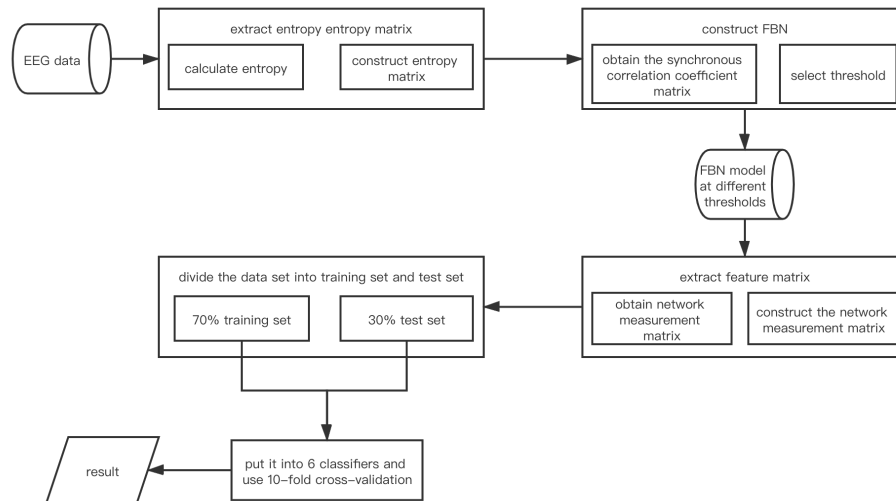 EEG data
extract entropy entropy matrix
calculate entropy
construct entropy
matrix
construct FBN
obtain the synchronous
correlation coefficient
matrix
select threshold
FBN model
at different
thresholds
extract feature matrix
obtain network
measurement
matrix
construct the network
measurement matrix
divide the data set into training set and test set
70% training set
30% test set
put it into 6 classifiers and
use 10-fold cross-validation
result